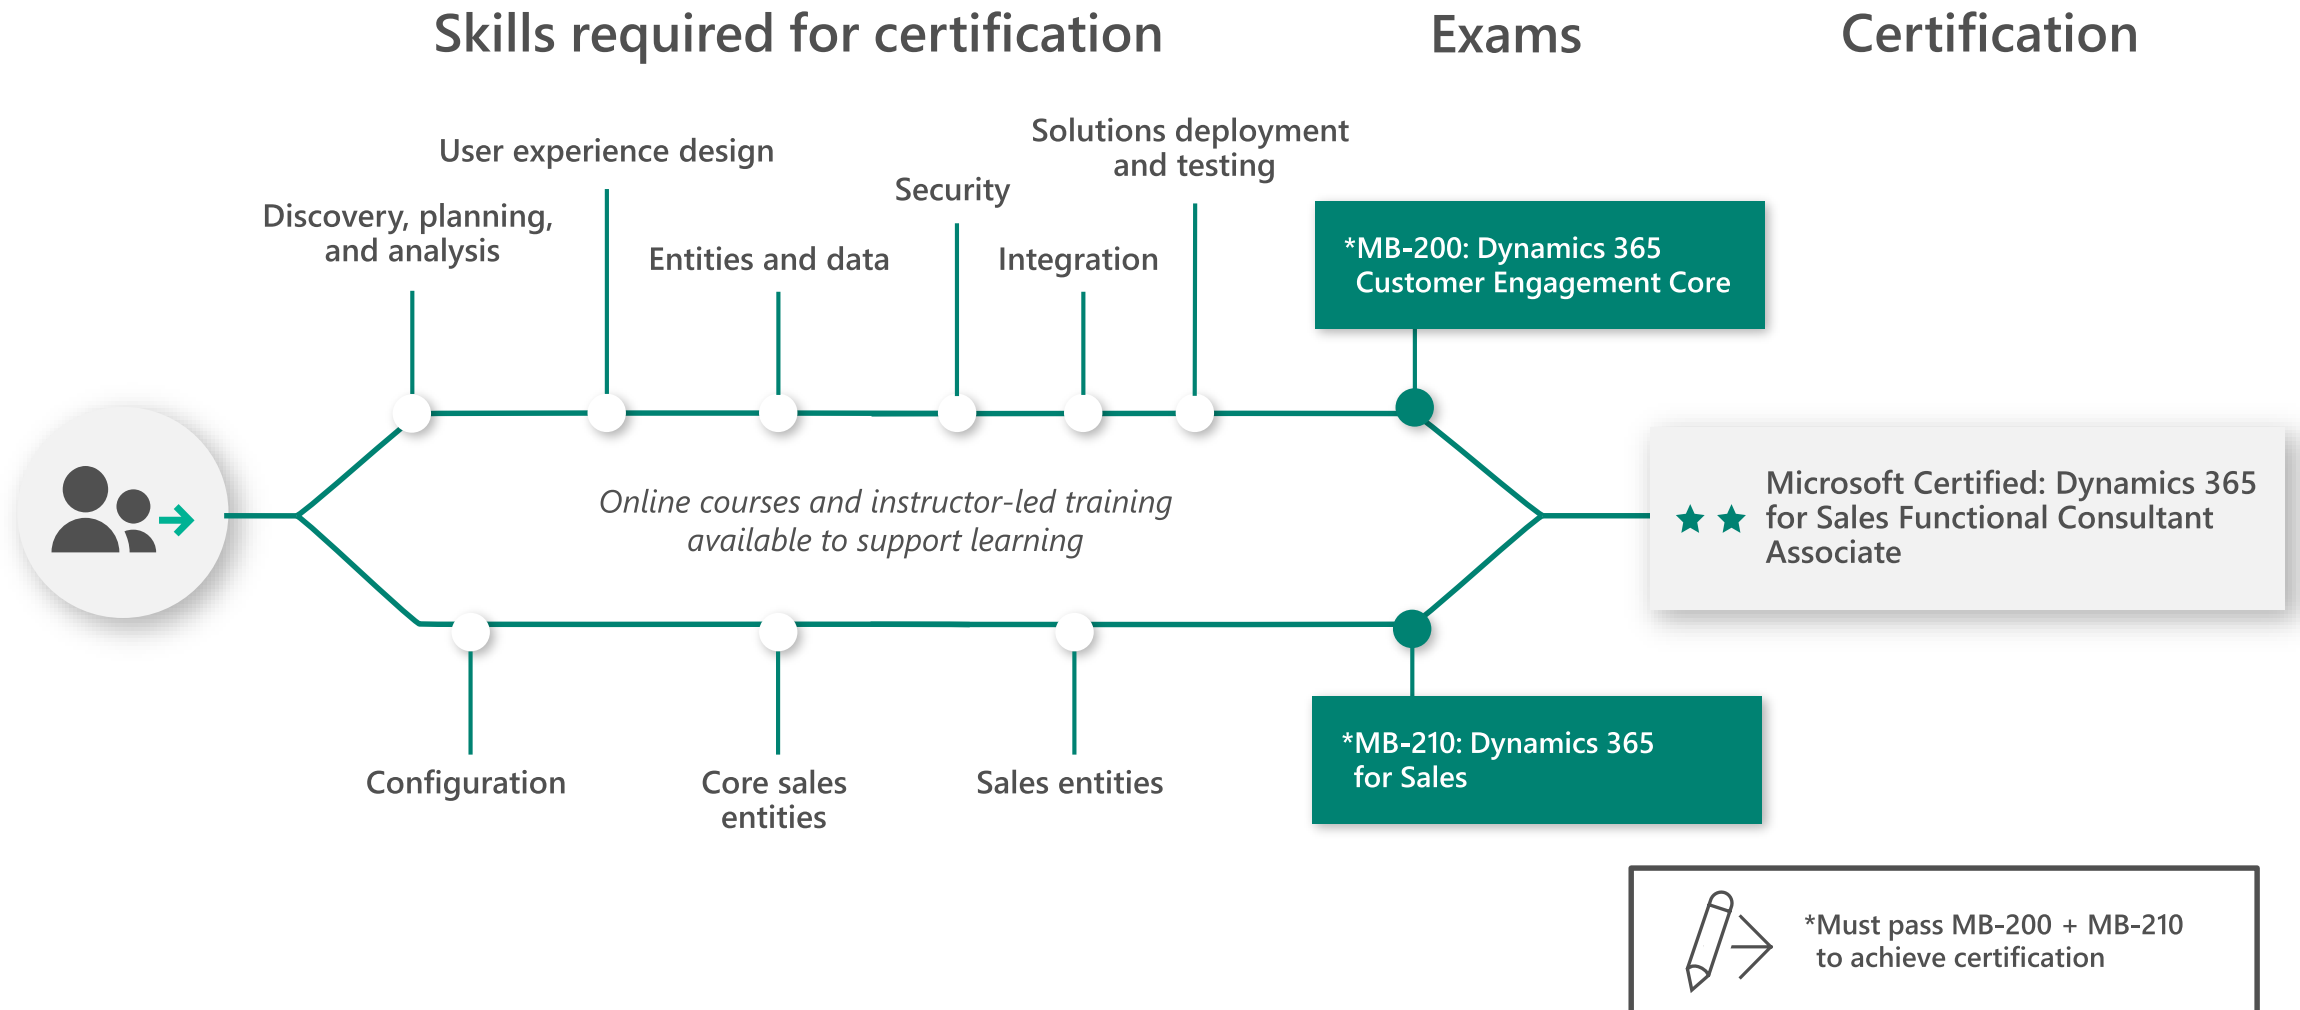 Skills required for certification
Exams
Certification
Solutions deployment
and testing
User experience design
Security
Discovery, planning,
and analysis
Entities and data
Integration
*MB-200: Dynamics 365
Customer Engagement Core
Online courses and instructor-led training
available to support learning
Microsoft Certified: Dynamics 365
for Sales Functional Consultant
Associate
Configuration
Core sales
entities
Sales entities
*MB-210: Dynamics 365
for Sales
*Must pass MB-200 + MB-210
to achieve certification